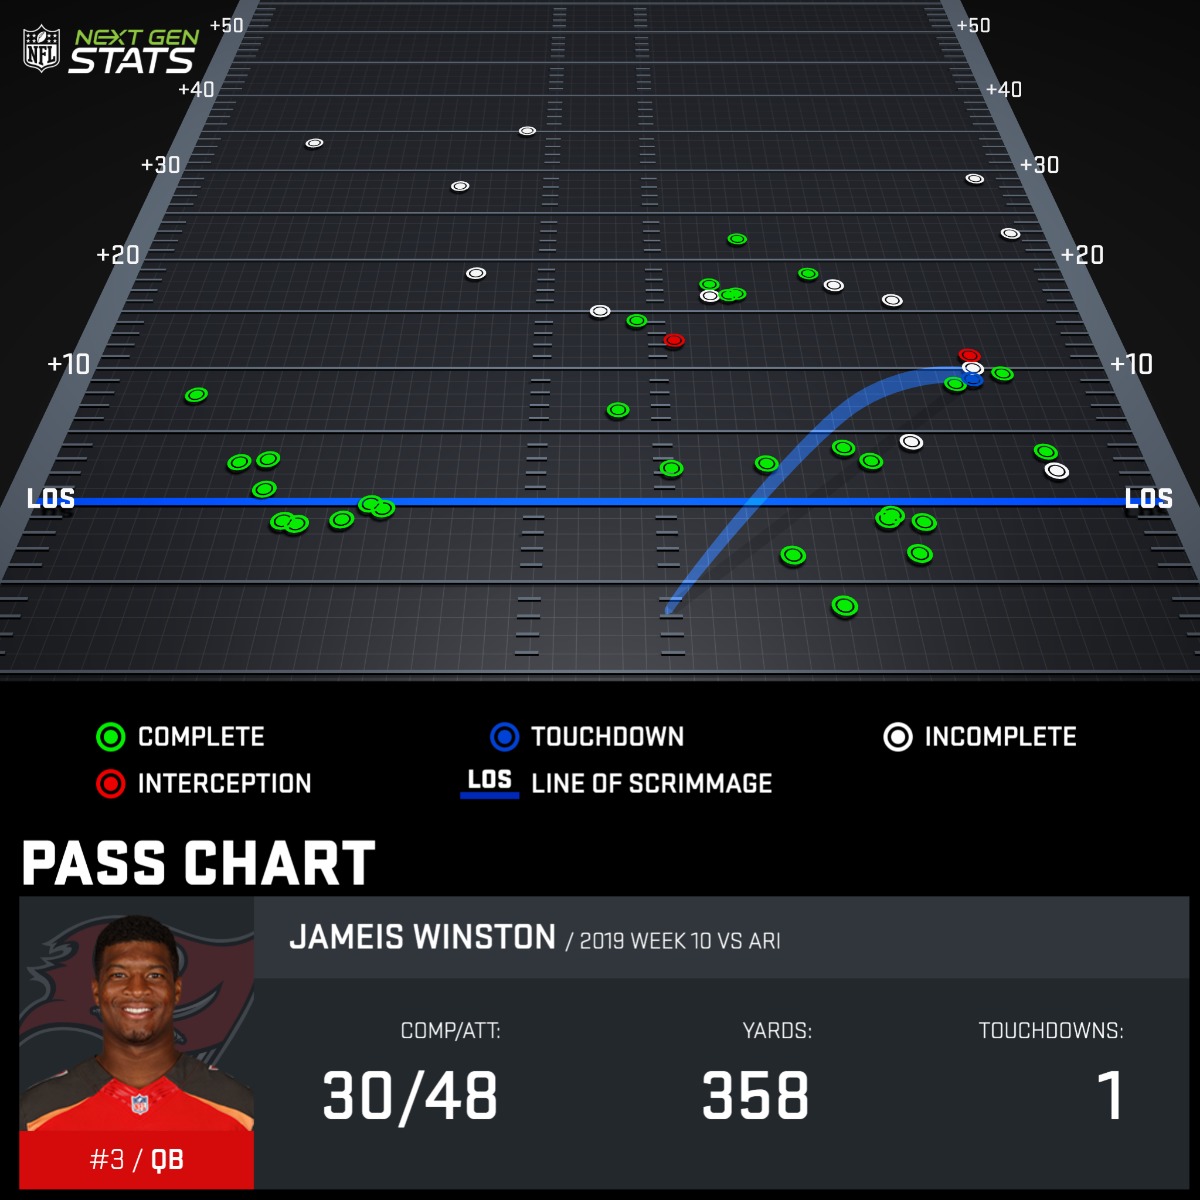 NFL NEXT GEN
STATS
+50 +50
+40 +40
+30 +30
+20 +20
+10 +10
LOS LOS
COMPLETE TOUCHDOWN INCOMPLETE
INTERCEPTION LOS LINE OF SCRIMMAGE
PASS CHART
JAMEIS WINSTON / 2019 WEEK 10 VS ARI
COMP/ATT: YARDS: TOUCHDOWNS:
30/48 358 1
#3 / QB